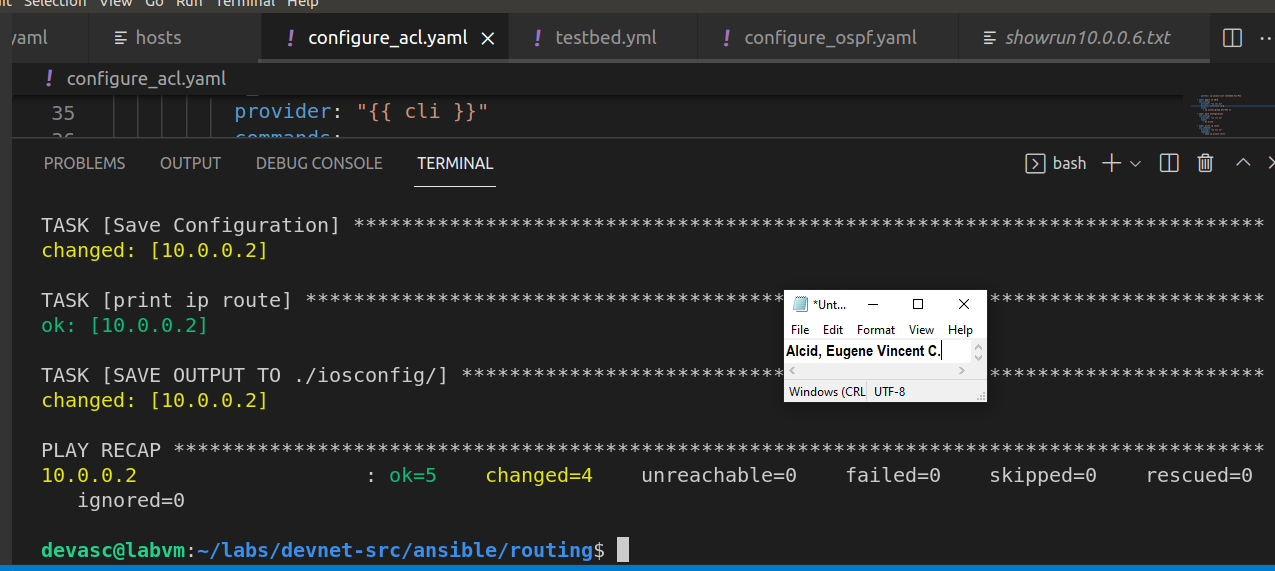 Selection View Go Run Terminal Help
yaml hosts ! configure_acl.yaml ! testbed.yml ! configure_ospf.yaml showrun10.0.0.6.txt
! configure_acl.yaml
35 provider: "{{ cli }}"
36 commands:
PROBLEMS OUTPUT DEBUG CONSOLE TERMINAL bash
TASK [Save Configuration] ****************************************************************************
changed: [10.0.0.2]
TASK [print ip route] ********************************************************************************
ok: [10.0.0.2]
TASK [SAVE OUTPUT TO ./iosconfig/] *******************************************************************
changed: [10.0.0.2]
PLAY RECAP *******************************************************************************************
10.0.0.2 : ok=5 changed=4 unreachable=0 failed=0 skipped=0 rescued=0
ignored=0
devasc@labvm:~/labs/devnet-src/ansible/routing$
*Unt...
File Edit Format View Help
Alcid, Eugene Vincent C.
Windows (CRL UTF-8